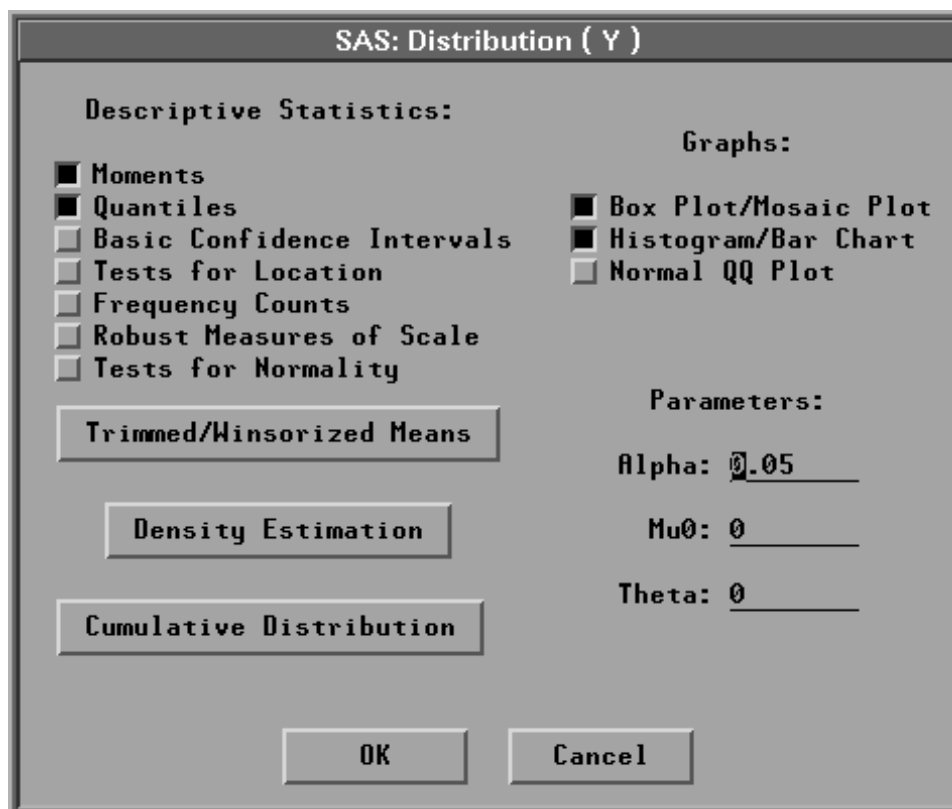 SAS: Distribution ( Y )
Descriptive Statistics:
Moments
Quantiles
Basic Confidence Intervals
Tests for Location
Frequency Counts
Robust Measures of Scale
Tests for Normality
Trimmed/Winsorized Means
Density Estimation
Cumulative Distribution
Graphs:
Box Plot/Mosaic Plot
Histogram/Bar Chart
Normal QQ Plot
Parameters:
Alpha: 0.05
Mu0: 0
Theta: 0
OK
Cancel